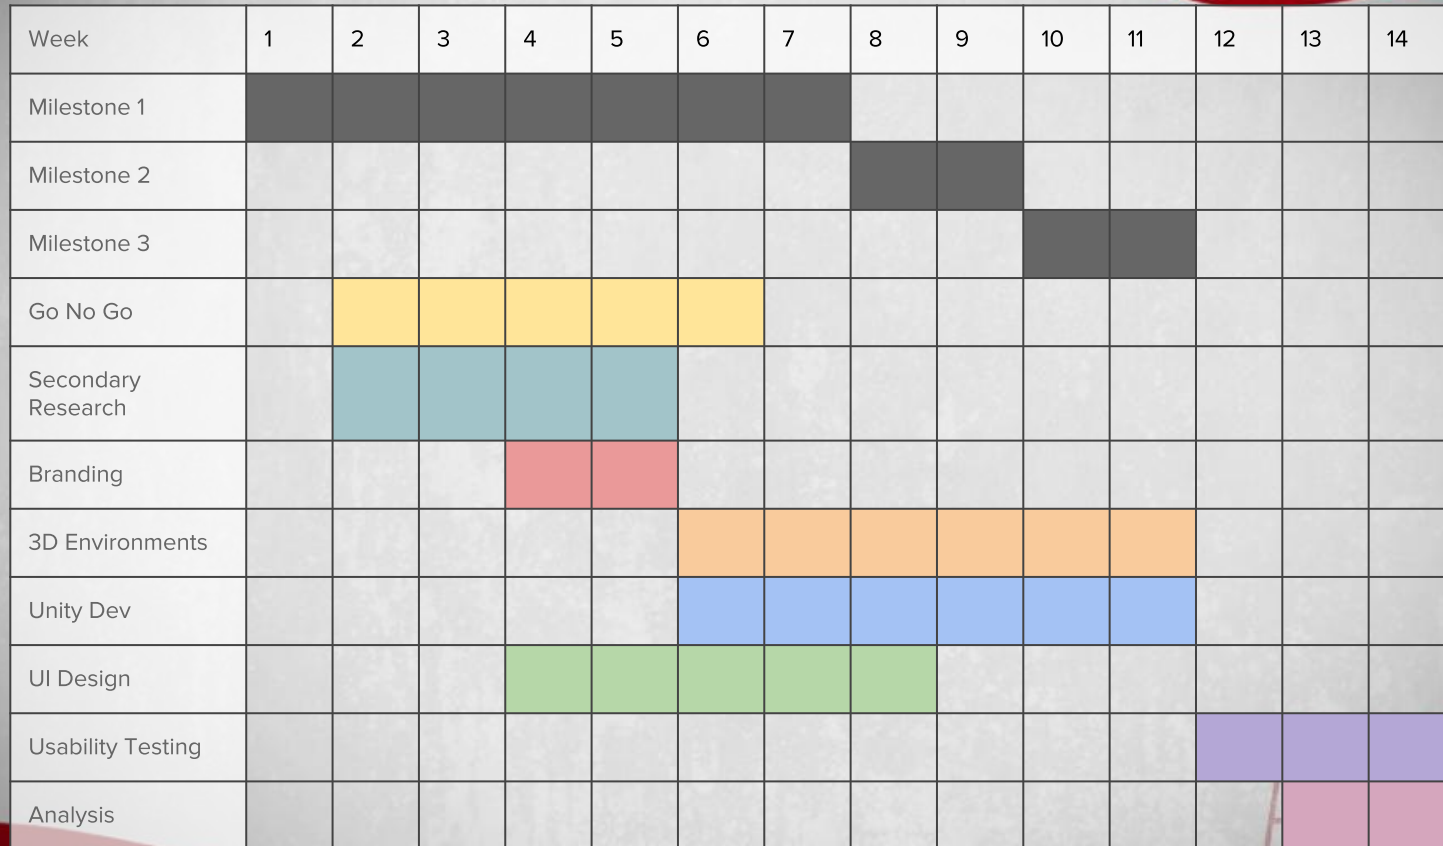 Week 1 2 3 4 5 6 7 8 9 10 11 12 13 14
Milestone 1
Milestone 2
Milestone 3
Go No Go
Secondary
Research
Branding
3D Environments
Unity Dev
UI Design
Usability Testing
Analysis